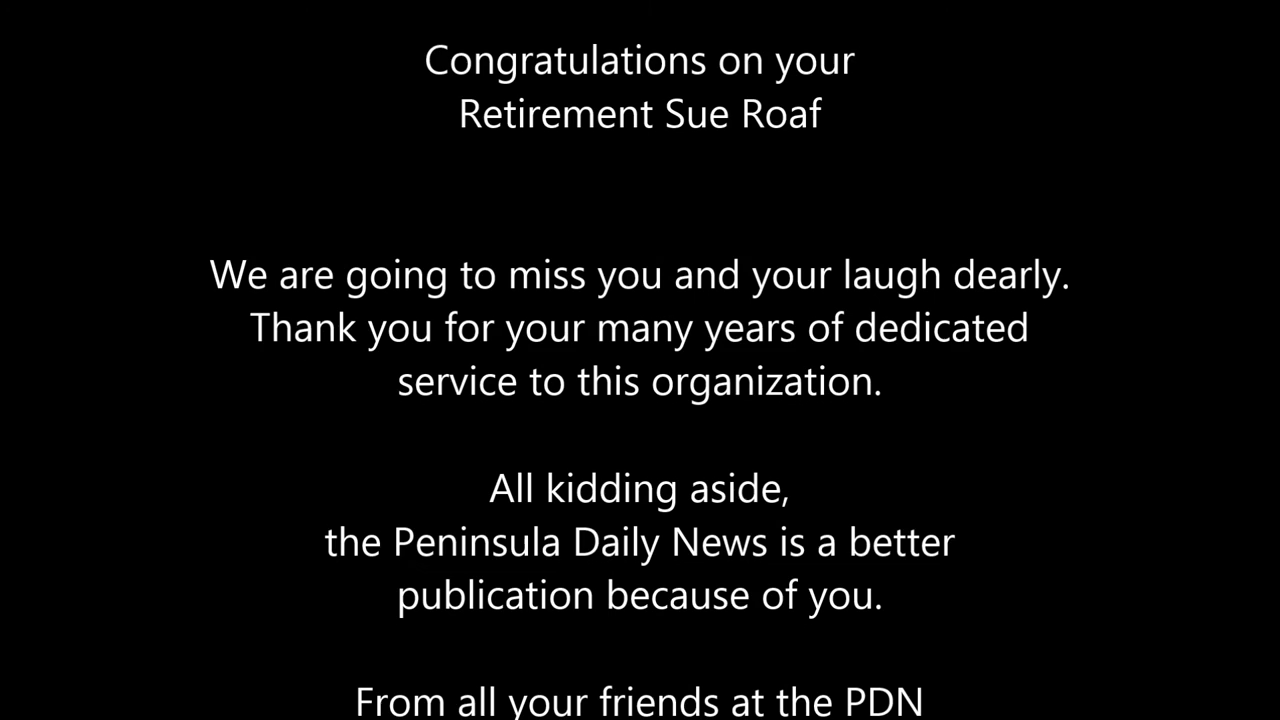 Congratulations on your
Retirement Sue Roaf
We are going to miss you and your laugh dearly.
Thank you for your many years of dedicated
service to this organization.
All kidding aside,
the Peninsula Daily News is a better
publication because of you.
From all your friends at the PDN